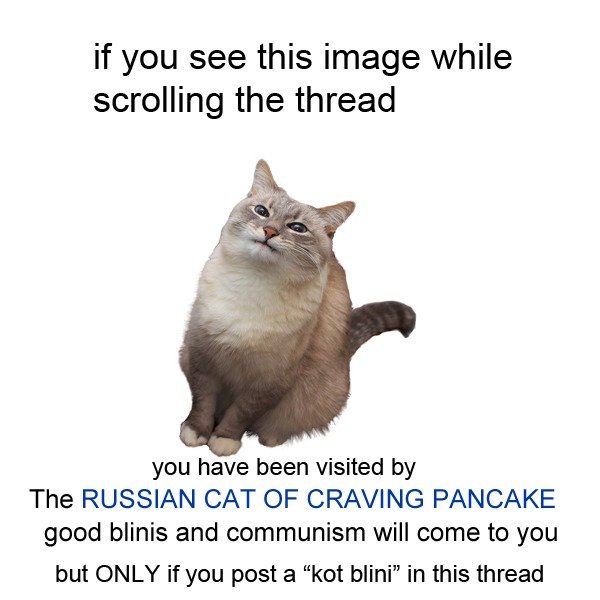 if you see this image while
scrolling the thread
you have been visited by
The RUSSIAN CAT OF CRAVING PANCAKE
good blinis and communism will come to you
but ONLY if you post a “kot blini” in this thread